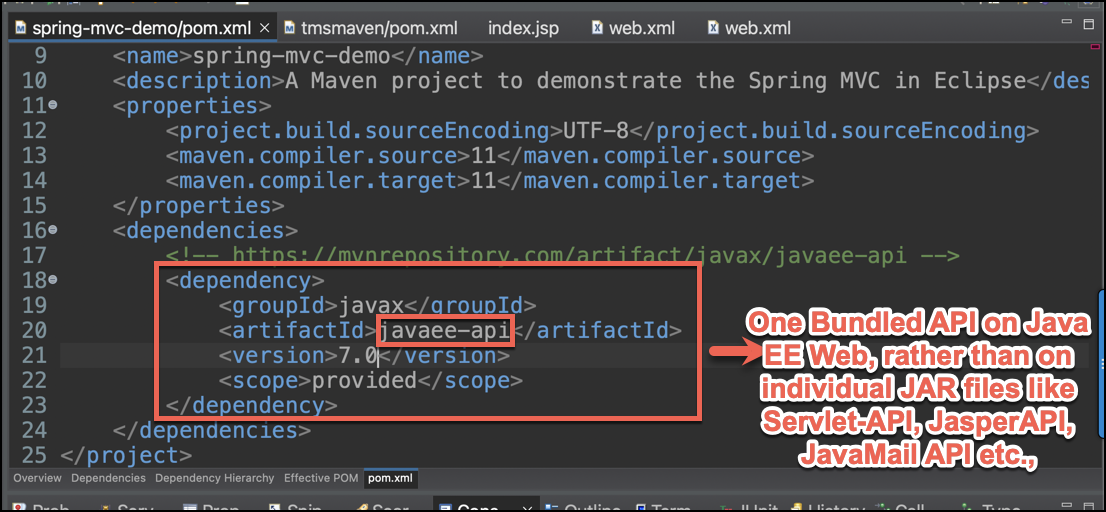 spring-mvc-demo/pom.xml × tmsmaven/pom.xml index.jsp web.xml web.xml
9 <name>spring-mvc-demo</name>
10 <description>A Maven project to demonstrate the Spring MVC in Eclipse</des
11 <properties>
12 <project.build.sourceEncoding>UTF-8</project.build.sourceEncoding>
13 <maven.compiler.source>11</maven.compiler.source>
14 <maven.compiler.target>11</maven.compiler.target>
15 </properties>
16 <dependencies>
17 <!-- https://mvnrepository.com/artifact/javax/javaee-api -->
18 <dependency>
19 <groupId>javax</groupId>
20 <artifactId>javaee-api</artifactId>
21 <version>7.0</version>
22 <scope>provided</scope>
23 </dependency>
24 </dependencies>
25 </project>
One Bundled API on Java
EE Web, rather than on
individual JAR files like
Servlet-API, JasperAPI,
JavaMail API etc.,
Overview Dependencies Dependency Hierarchy Effective POM pom.xml